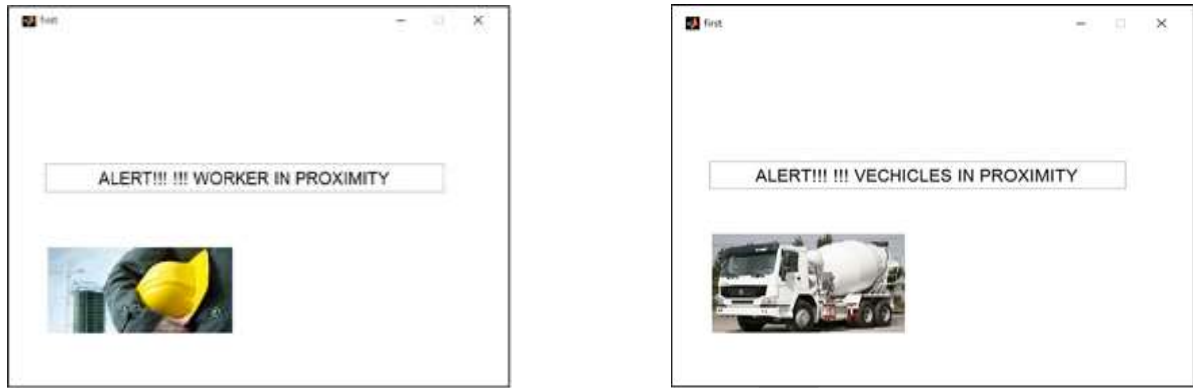 first
ALERT!!! !!! WORKER IN PROXIMITY
first
ALERT!!! !!! VECHICLES IN PROXIMITY